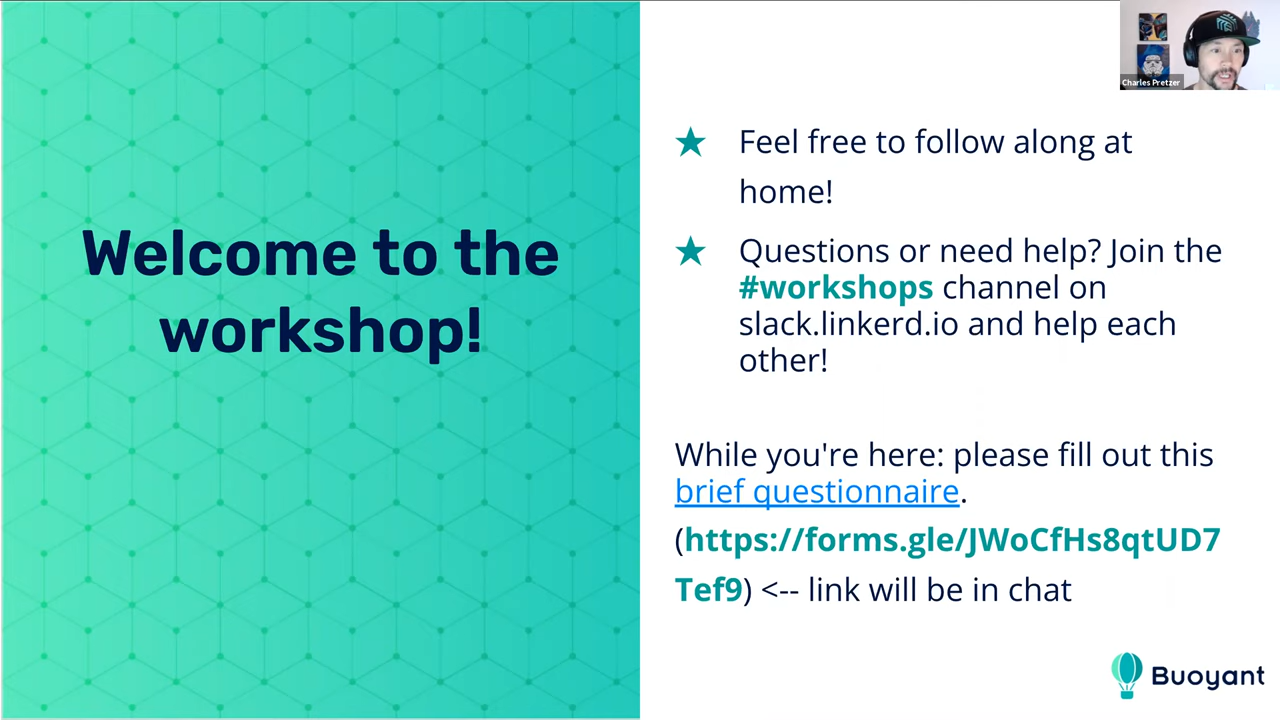 Charles Pretzer
Welcome to the
workshop!
★ Feel free to follow along at
home!
★ Questions or need help? Join the
#workshops channel on
slack.linkerd.io and help each
other!
While you're here: please fill out this
brief questionnaire.
(https://forms.gle/JWoCfHs8qtUD7
Tef9) <-- link will be in chat
Buoyant